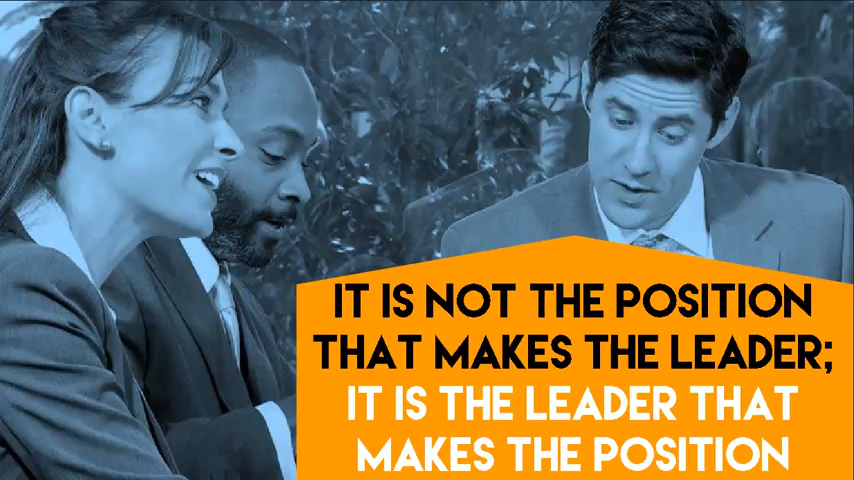 IT IS NOT THE POSITION
THAT MAKES THE LEADER;
IT IS THE LEADER THAT
MAKES THE POSITION